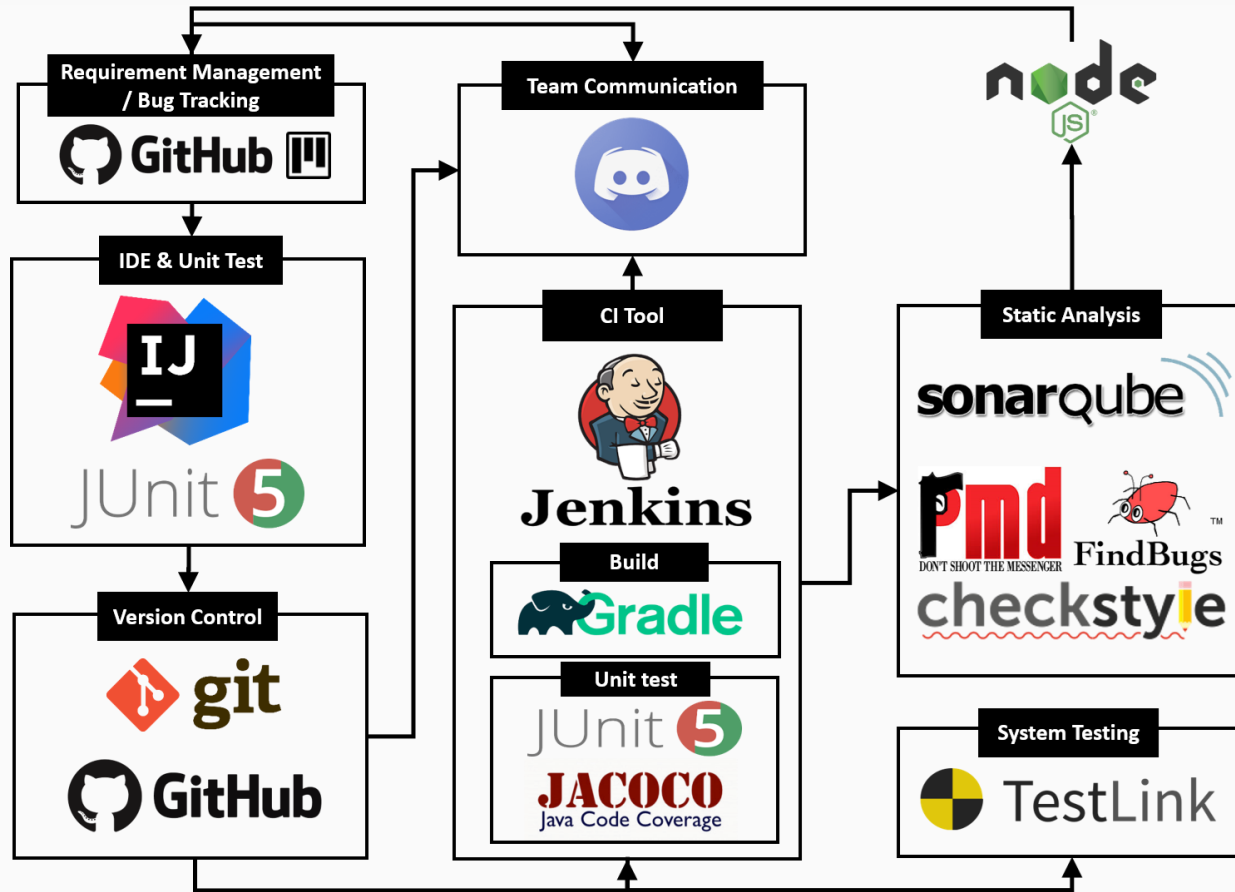 Requirement Management
/ Bug Tracking
GitHub
Team Communication
node
JS®
IDE & Unit Test
IJ
JUnit 5
CI Tool
Jenkins
Static Analysis
sonarqube
pmd
DON'T SHOOT THE MESSENGER
FindBugs
TM
checkstyle
Version Control
git
GitHub
Build
Gradle
Unit test
JUnit 5
JACOCO
Java Code Coverage
System Testing
TestLink